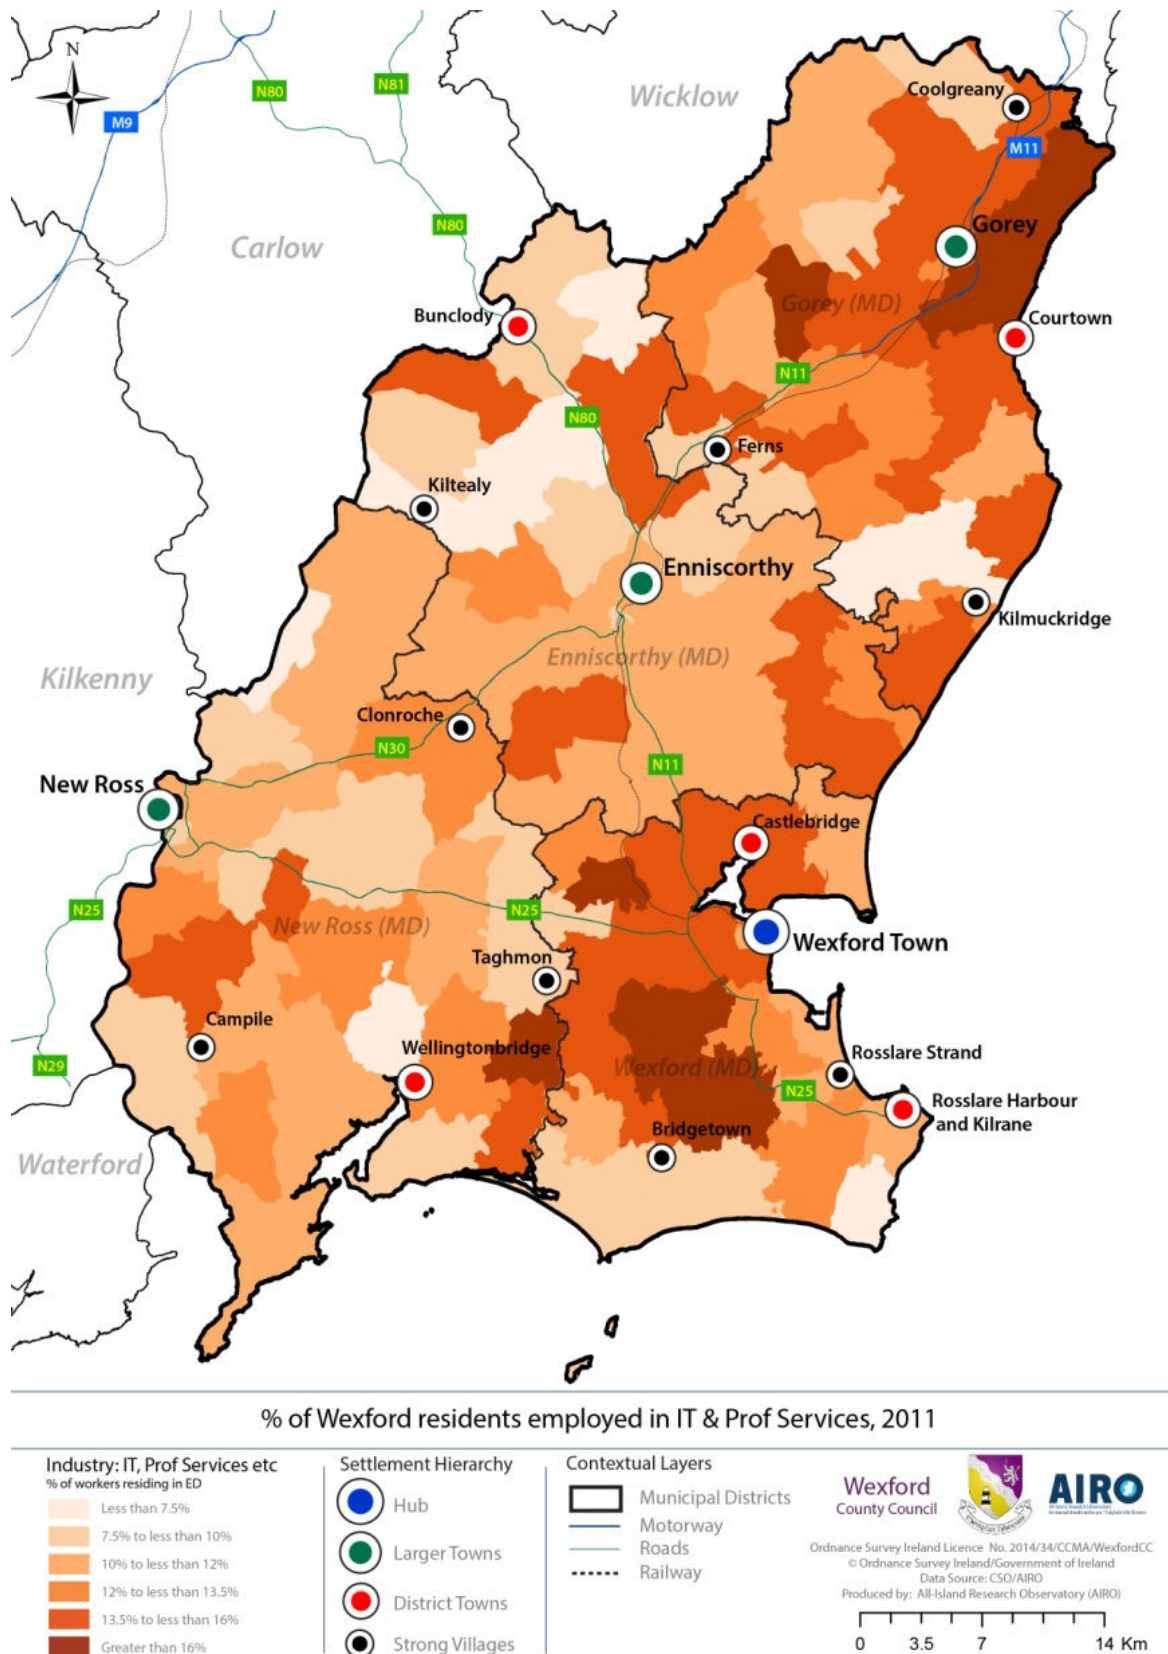 N
Wicklow
N80
N81
M9
Coolgreany
M11
N80
Gorey
Carlow
Gorey (MD)
Bunclody
Courtown
N11
N80
Ferns
Kiltealy
Enniscorthy
Kilmuckridge
Enniscorthy (MD)
Kilkenny
Clonroche
N30
N11
New Ross
Castlebridge
N25
N25
New Ross (MD)
Wexford Town
Taghmon
Campile
Wellingtonbridge
Rosslare Strand
N29
Wexford (MD)
N25
Rosslare Harbour
and Kilrane
Bridgetown
Waterford
% of Wexford residents employed in IT & Prof Services, 2011
Industry: IT, Prof Services etc
% of workers residing in ED
Less than 7.5%
7.5% to less than 10%
10% to less than 12%
12% to less than 13.5%
13.5% to less than 16%
Greater than 16%
Settlement Hierarchy
Hub
Larger Towns
District Towns
Strong Villages
Contextual Layers
Municipal Districts
Motorway
Roads
Railway
Wexford
County Council
AIRO
Ordnance Survey Ireland Licence No. 2014/34/CCMA/WexfordCC
© Ordnance Survey Ireland/Government of Ireland
Data Source: CSO/AIRO
Produced by: All-Island Research Observatory (AIRO)
0 3.5 7 14 Km